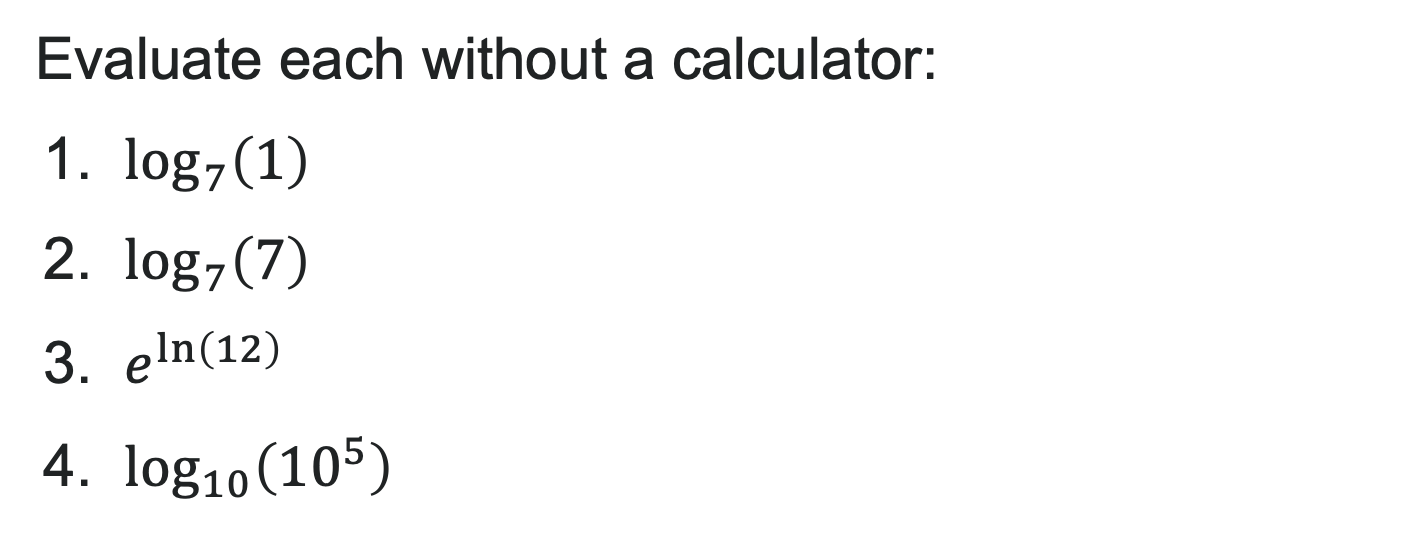 Evaluate each without a calculator:
1. log₇(1)
2. log₇(7)
3. e^ln(12)
4. log₁₀(10⁵)